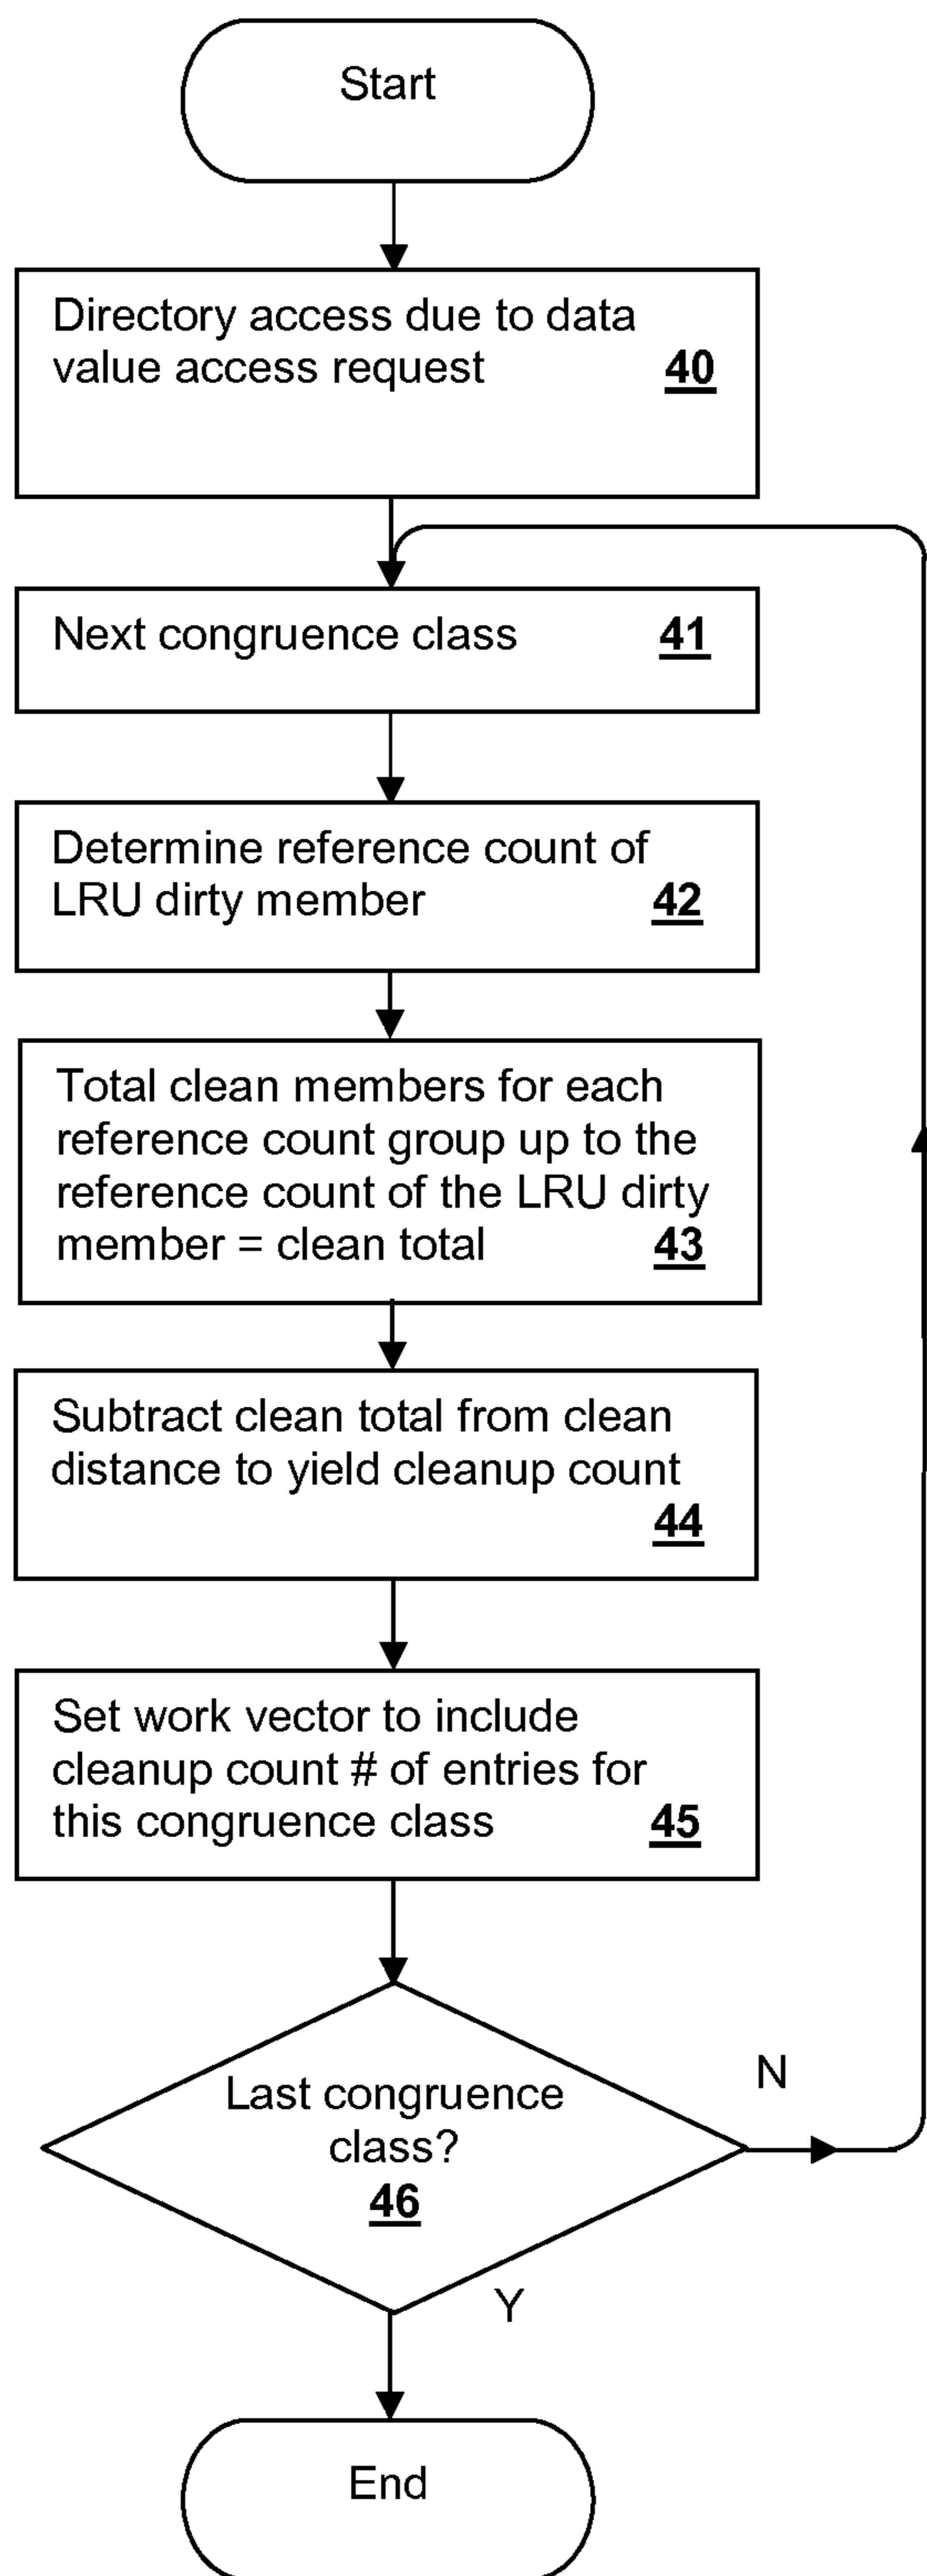 Start
Directory access due to data
value access request 40
Next congruence class 41
Determine reference count of
LRU dirty member 42
Total clean members for each
reference count group up to the
reference count of the LRU dirty
member = clean total 43
Subtract clean total from clean
distance to yield cleanup count
44
Set work vector to include
cleanup count # of entries for
this congruence class 45
Last congruence
class?
46
N
Y
End